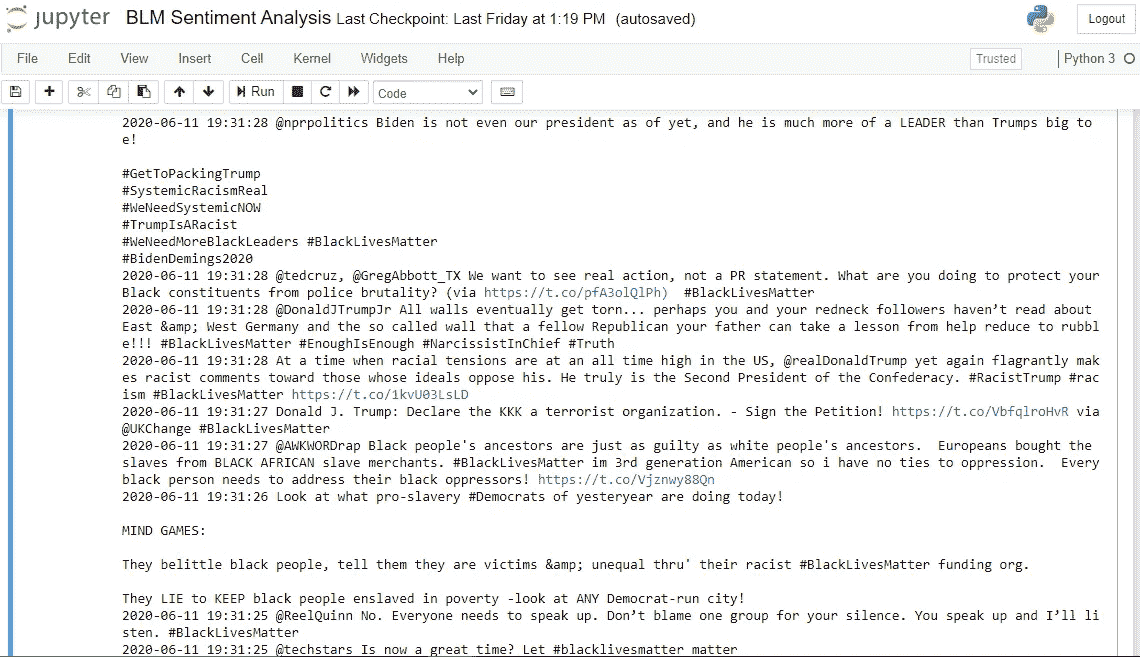 jupyter BLM Sentiment Analysis Last Checkpoint: Last Friday at 1:19 PM (autosaved) Logout
File Edit View Insert Cell Kernel Widgets Help Trusted Python 3
Run Code
2020-06-11 19:31:28 @nprpolitics Biden is not even our president as of yet, and he is much more of a LEADER than Trumps big to
e!
#GetToPackingTrump
#SystemicRacismReal
#WeNeedSystemicNOW
#TrumpIsARacist
#WeNeedMoreBlackLeaders #BlackLivesMatter
#BidenDemings2020
2020-06-11 19:31:28 @tedcruz, @GregAbbott_TX We want to see real action, not a PR statement. What are you doing to protect your
Black constituents from police brutality? (via https://t.co/pfA3olQlPh) #BlackLivesMatter
2020-06-11 19:31:28 @DonaldJTrumpJr All walls eventually get torn... perhaps you and your redneck followers haven’t read about
East &amp; West Germany and the so called wall that a fellow Republican your father can take a lesson from help reduce to rubbl
e!!! #BlackLivesMatter #EnoughIsEnough #NarcissistInChief #Truth
2020-06-11 19:31:28 At a time when racial tensions are at an all time high in the US, @realDonaldTrump yet again flagrantly mak
es racist comments toward those whose ideals oppose his. He truly is the Second President of the Confederacy. #RacistTrump #rac
ism #BlackLivesMatter https://t.co/1kvU03LsLD
2020-06-11 19:31:27 Donald J. Trump: Declare the KKK a terrorist organization. - Sign the Petition! https://t.co/VbfqlroHvR via
@UKChange #BlackLivesMatter
2020-06-11 19:31:27 @AWKWORDrap Black people's ancestors are just as guilty as white people's ancestors.  Europeans bought the
slaves from BLACK AFRICAN slave merchants. #BlackLivesMatter im 3rd generation American so i have no ties to oppression.  Every
black person needs to address their black oppressors! https://t.co/Vjznwy88Qn
2020-06-11 19:31:26 Look at what pro-slavery #Democrats of yesteryear are doing today!
MIND GAMES:
They belittle black people, tell them they are victims &amp; unequal thru' their racist #BlackLivesMatter funding org.
They LIE to KEEP black people enslaved in poverty -look at ANY Democrat-run city!
2020-06-11 19:31:25 @ReelQuinn No. Everyone needs to speak up. Don’t blame one group for your silence. You speak up and I’ll li
sten. #BlackLivesMatter
2020-06-11 19:31:25 @techstars Is now a great time? Let #blacklivesmatter matter